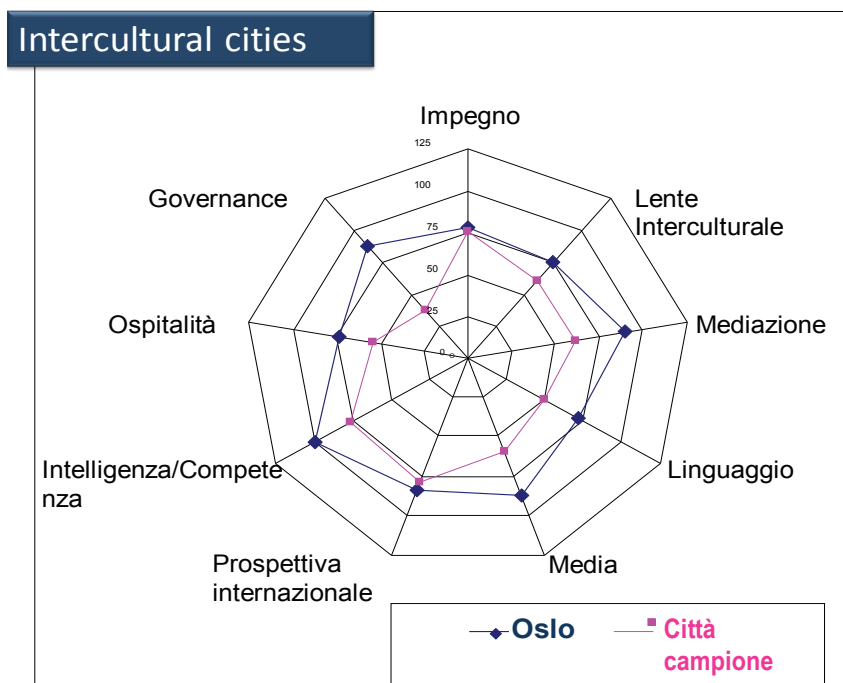 Intercultural cities
Impegno
125
100
75
50
25
0
0
Governance
Lente
Interculturale
Ospitalità
Mediazione
Intelligenza/Compete
nza
Linguaggio
Prospettiva
internazionale
Media
Oslo
Città
campione